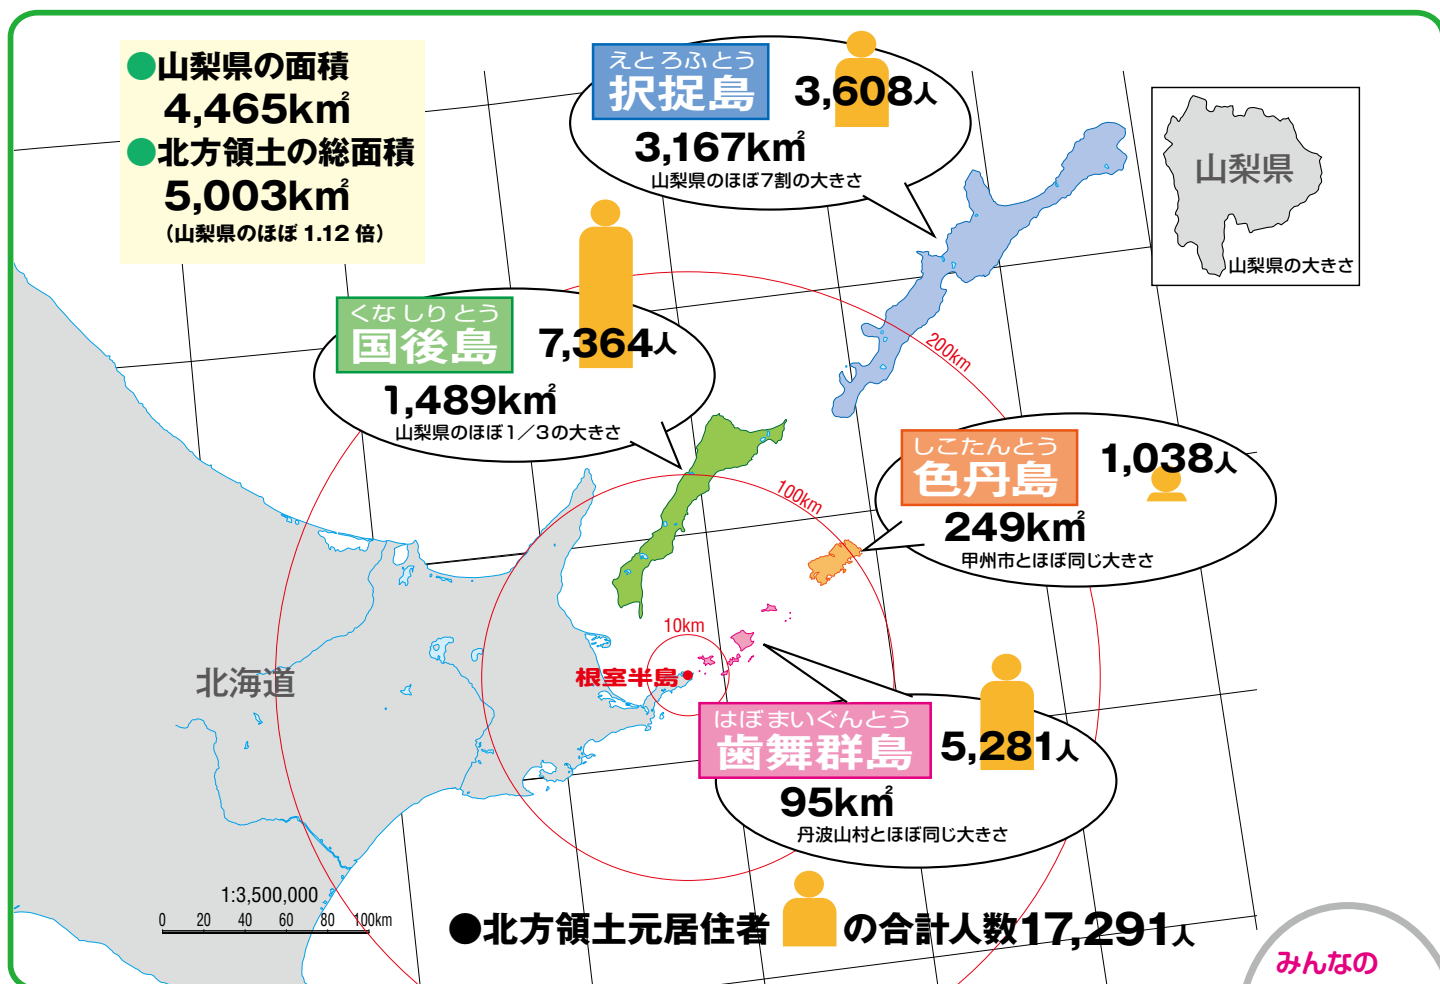 ●山梨県の面積
4,465k㎡
●北方領土の総面積
5,003k㎡
（山梨県のほぼ 1.12 倍）
えとろふとう
択捉島
3,608人
3,167k㎡
山梨県のほぼ7割の大きさ
山梨県
山梨県の大きさ
くなしりとう
国後島
7,364人
1,489k㎡
山梨県のほぼ1／3の大きさ
200km
100km
10km
しこたんとう
色丹島
1,038人
249k㎡
甲州市とほぼ同じ大きさ
北海道
根室半島
はぼまいぐんとう
歯舞群島
5,281人
95k㎡
丹波山村とほぼ同じ大きさ
1:3,500,000
0 20 40 60 80 100km
●北方領土元居住者 の合計人数17,291人
みんなの